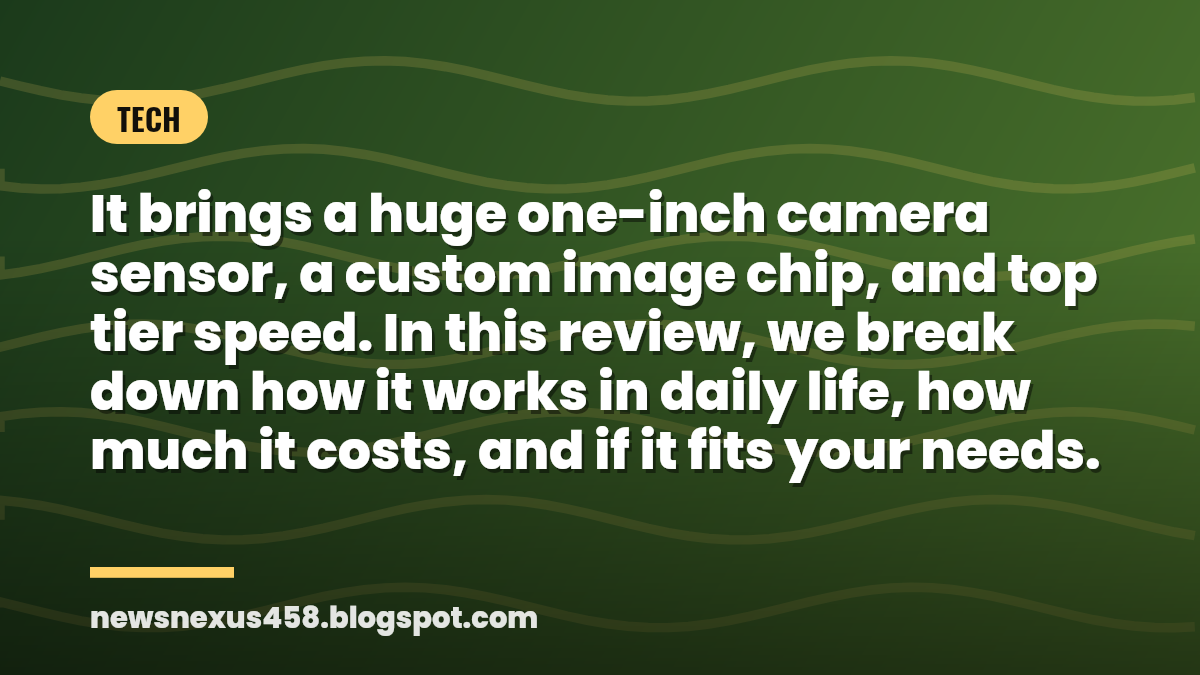 TECH
It brings a huge one-inch camera
sensor, a custom image chip, and top
tier speed. In this review, we break
down how it works in daily life, how
much it costs, and if it fits your needs.
newsnexus458.blogspot.com